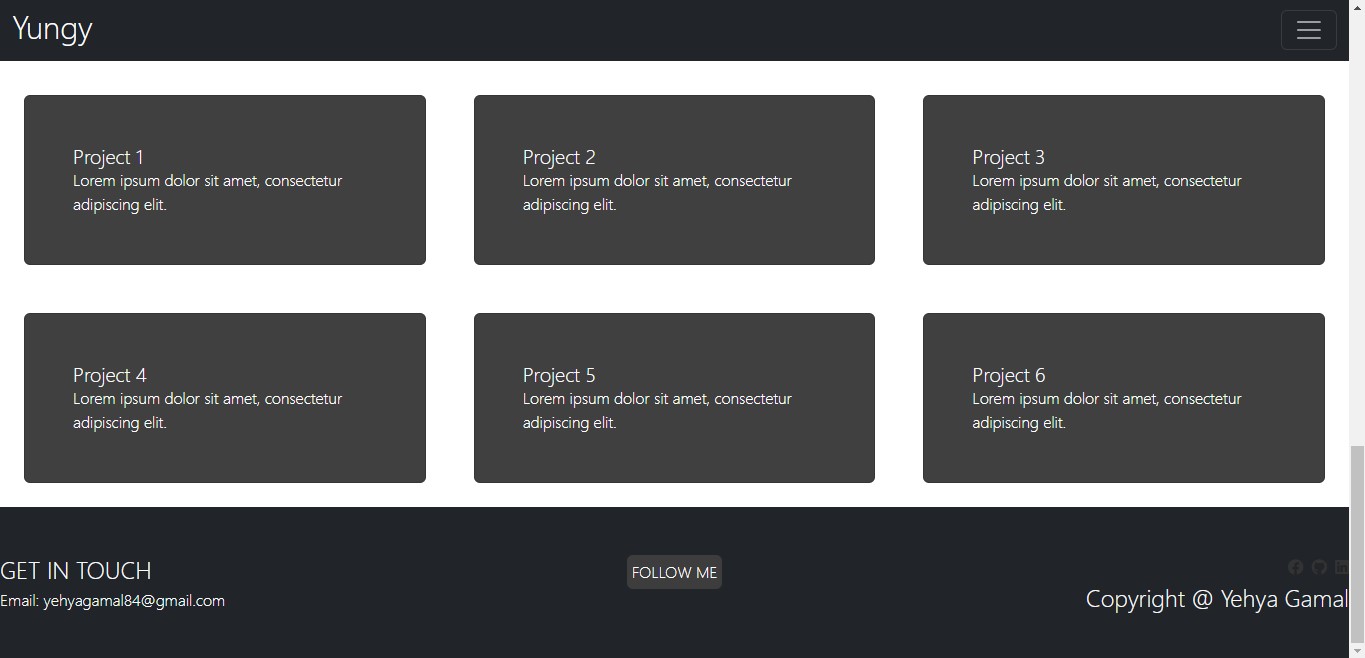 Yungy
Project 1
Lorem ipsum dolor sit amet, consectetur
adipiscing elit.
Project 2
Lorem ipsum dolor sit amet, consectetur
adipiscing elit.
Project 3
Lorem ipsum dolor sit amet, consectetur
adipiscing elit.
Project 4
Lorem ipsum dolor sit amet, consectetur
adipiscing elit.
Project 5
Lorem ipsum dolor sit amet, consectetur
adipiscing elit.
Project 6
Lorem ipsum dolor sit amet, consectetur
adipiscing elit.
GET IN TOUCH
Email: yehyagamal84@gmail.com
FOLLOW ME
Copyright @ Yehya Gamal